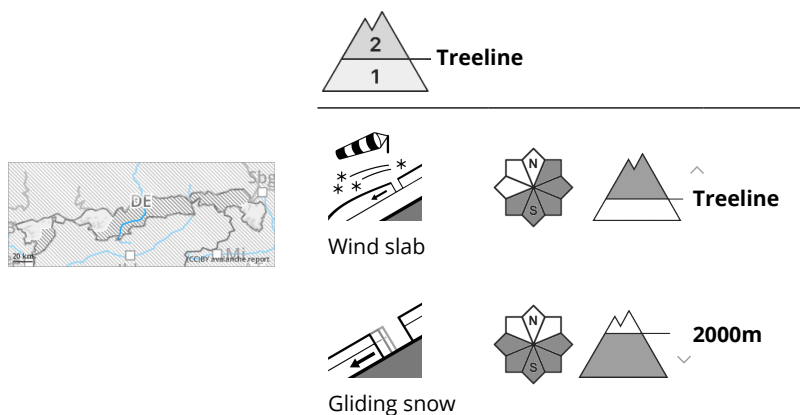 2
Treeline
1
Sbg
DE
20 km
(CC)BY avalanche.report
N
S
Treeline
Wind slab
N
S
2000m
Gliding snow